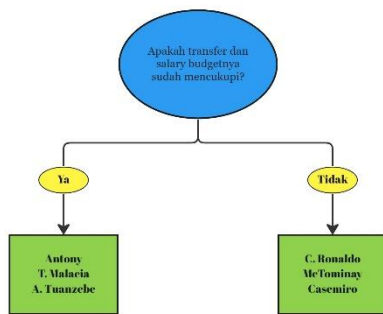 Apakah transfer dan
salary budgetnya
sudah mencukupi?
Ya
Tidak
Antony
T. Malacia
A. Tuanzebe
C. Ronaldo
McTominay
Casemiro